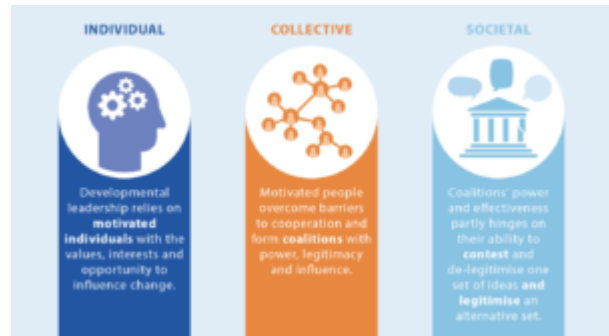 INDIVIDUAL
COLLECTIVE
SOCIETAL
Developmental
leadership relies on
motivated
individuals with the
values, interests and
opportunity to
influence change.
Motivated people
overcome barriers
to cooperation and
form coalitions with
power, legitimacy
and influence.
Coalitions' power
and effectiveness
partly hinges on
their ability to
contest and
de-legitimise one
set of ideas and
legitimise an
alternative set.